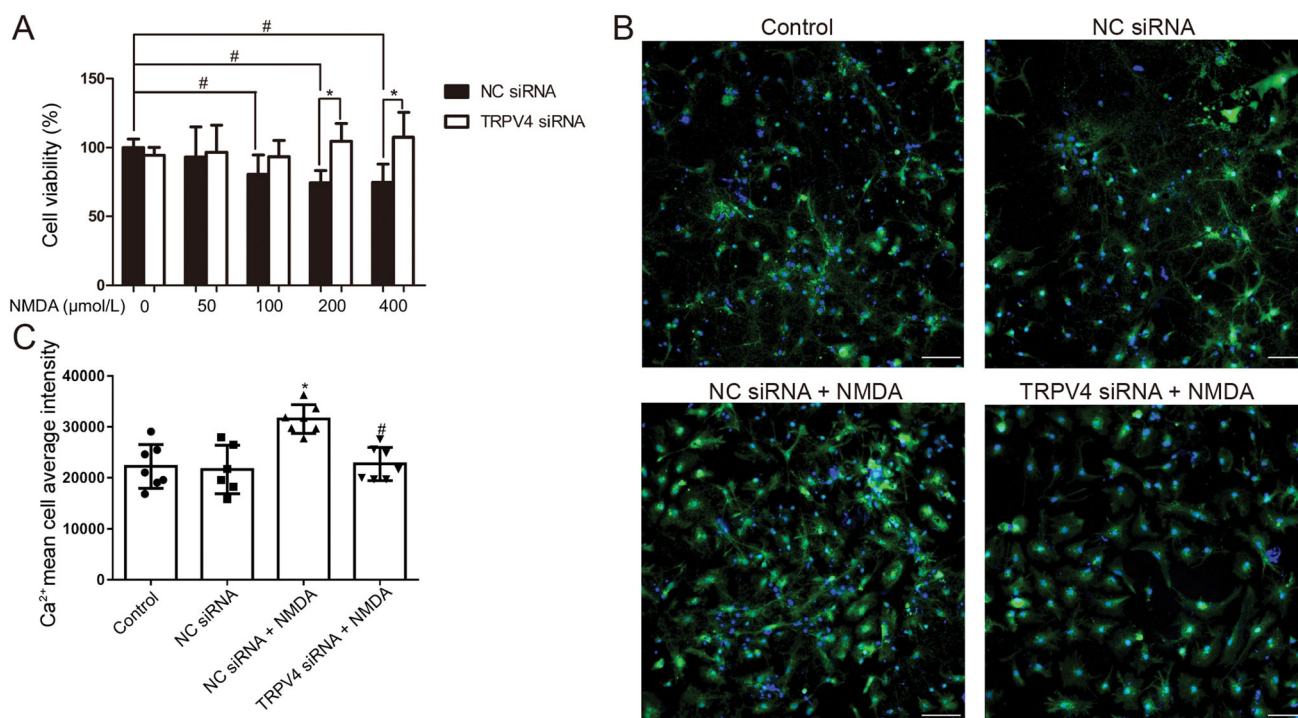 A
#
#
#
*
*
150
100
50
0
Cell viability (%)
NMDA (μmol/L)
0
50
100
200
400
NC siRNA
TRPV4 siRNA
B
Control
NC siRNA
NC siRNA + NMDA
TRPV4 siRNA + NMDA
C
40000
30000
20000
10000
0
Ca²⁺ mean cell average intensity
*
#
Control
NC siRNA
NC siRNA + NMDA
TRPV4 siRNA + NMDA